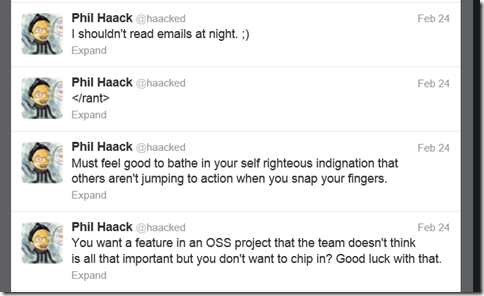 Phil Haack @haacked Feb 24
I shouldn't read emails at night. ;)
Expand
Phil Haack @haacked Feb 24
</rant>
Expand
Phil Haack @haacked Feb 24
Must feel good to bathe in your self righteous indignation that
others aren't jumping to action when you snap your fingers.
Expand
Phil Haack @haacked Feb 24
You want a feature in an OSS project that the team doesn't think
is all that important but you don't want to chip in? Good luck with that.
Expand